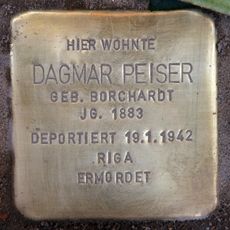 HIER WOHNTE
DAGMAR PEISER
GEB. BORCHARDT
JG. 1883
DEPORTIERT 19.1.1942
RIGA
ERMORDET